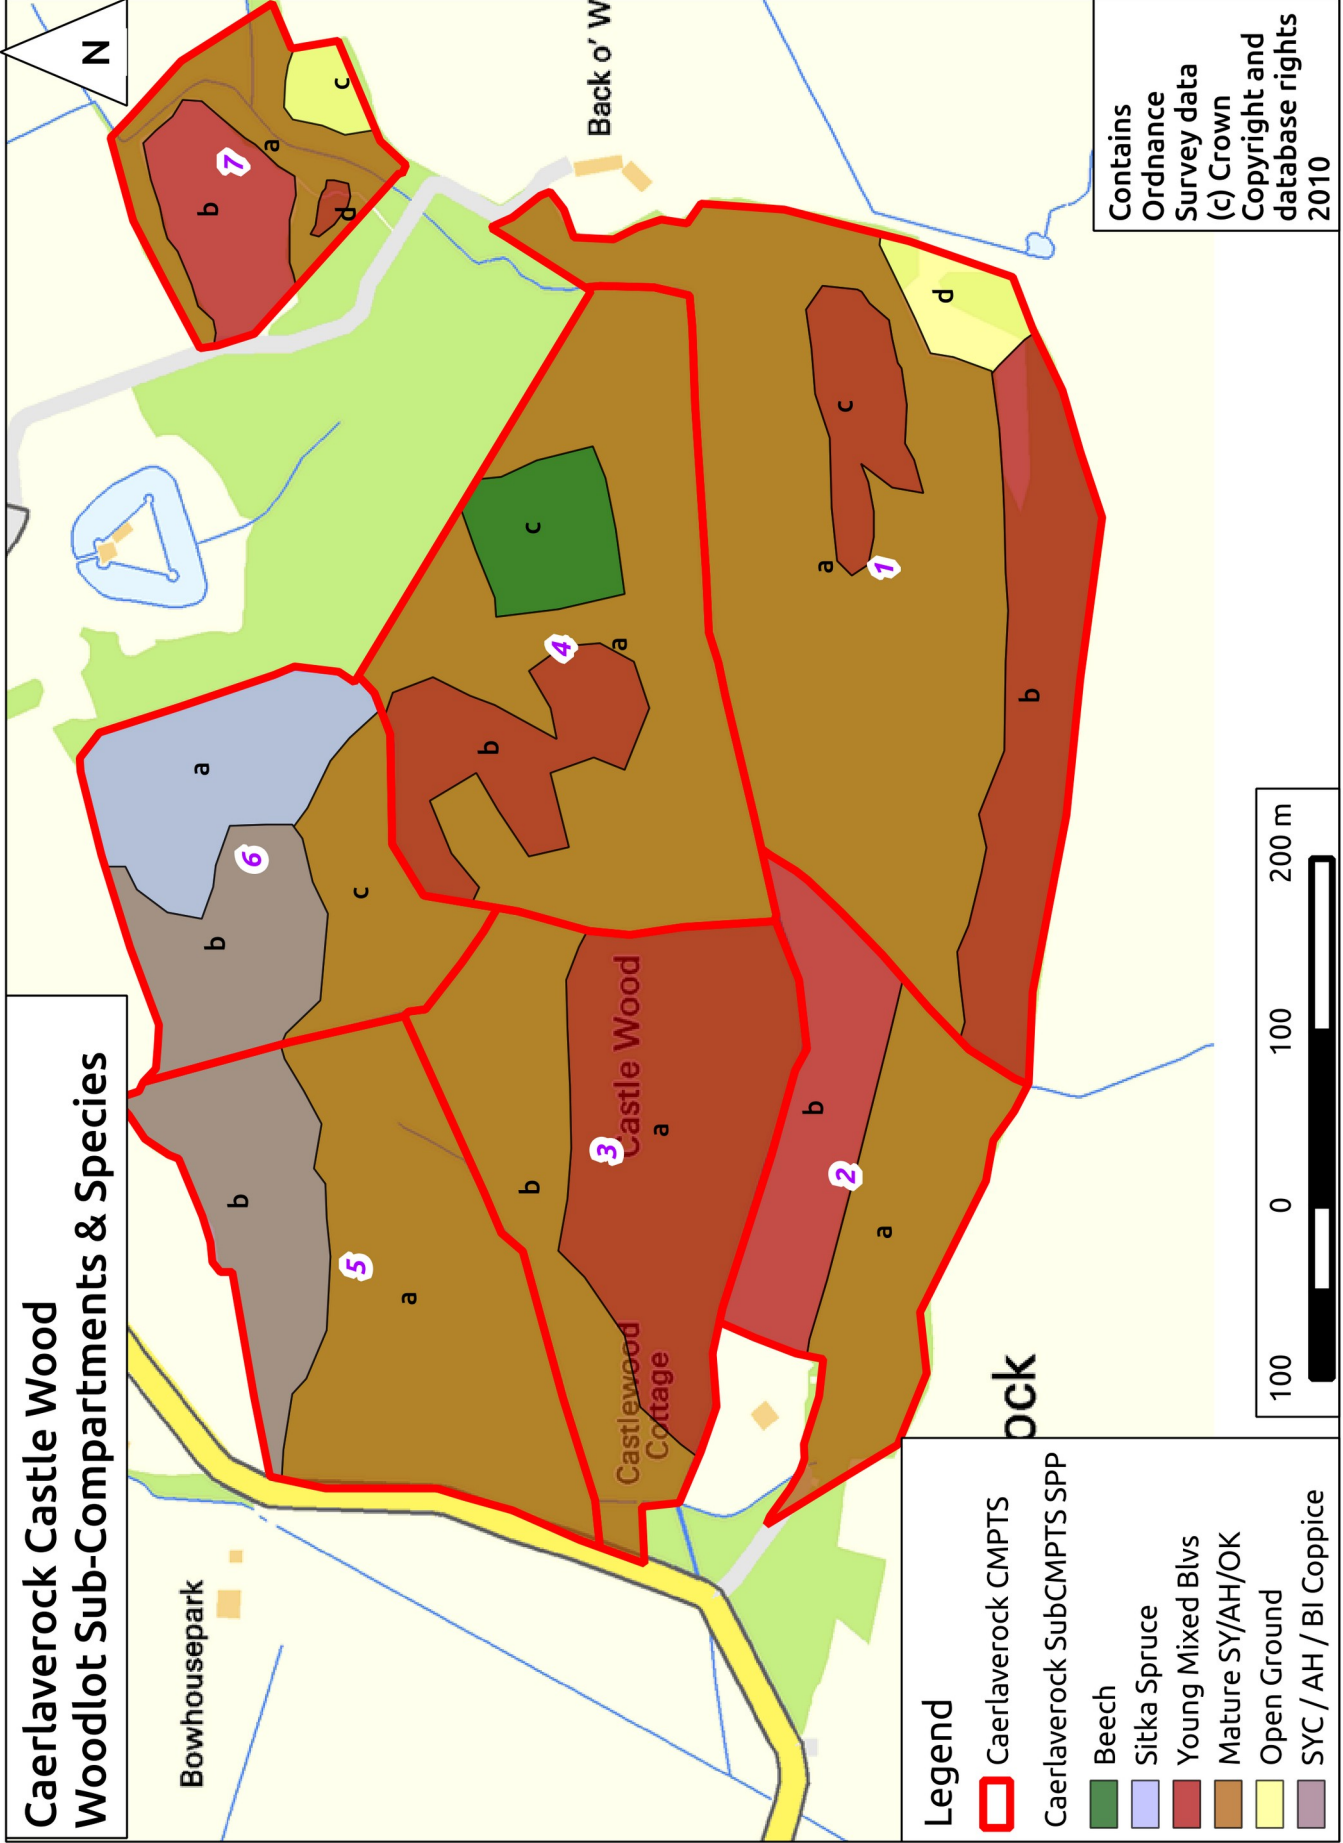 Caerlaverock Castle Wood
Woodlot Sub-Compartments & Species
N
Bowhousepark
Back o' W
b
7
a
c
d
a
6
b
c
b
5
a
c
4
a
b
b
Castle Wood
3
a
Castlewood
Cottage
b
2
a
d
c
a
1
b
ock
Legend
Caerlaverock CMPTS
Caerlaverock SubCMPTS SPP
Beech
Sitka Spruce
Young Mixed Blvs
Mature SY/AH/OK
Open Ground
SYC / AH / BI Coppice
100 0 100 200 m
Contains
Ordnance
Survey data
(c) Crown
Copyright and
database rights
2010